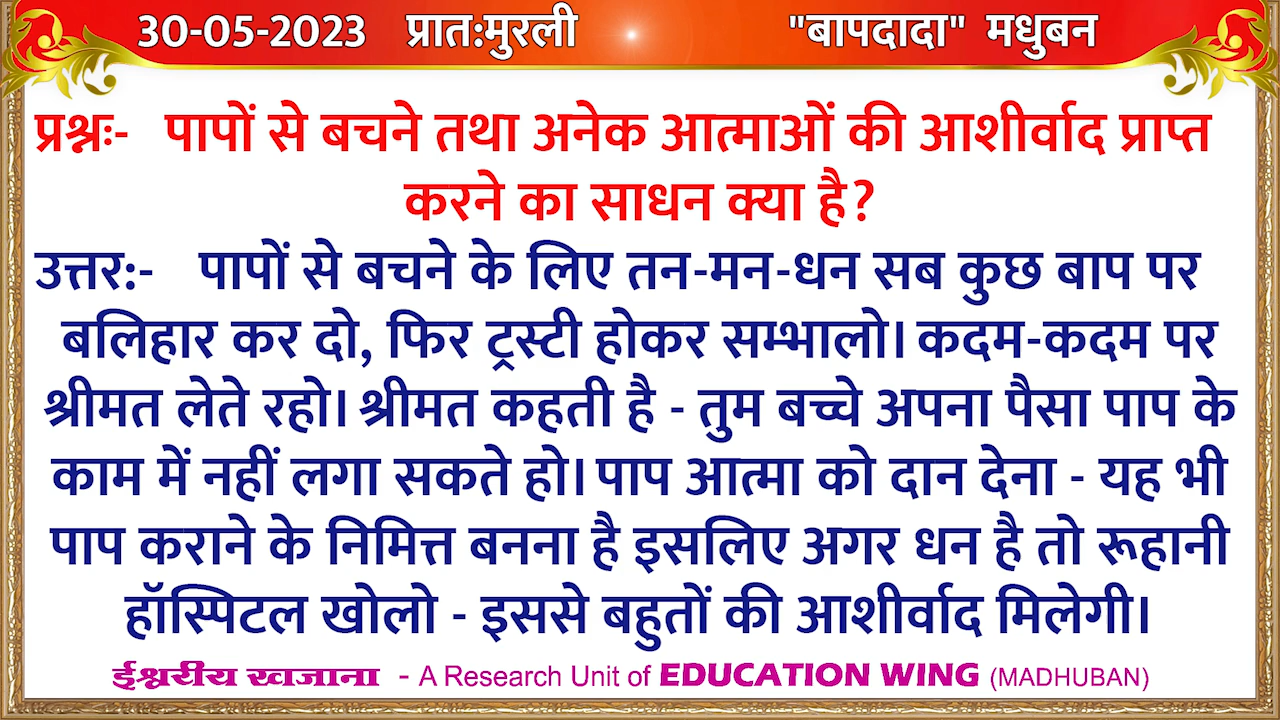 30-05-2023 प्रात:मुरली "बापदादा" मधुबन
प्रश्नः- पापों से बचने तथा अनेक आत्माओं की आशीर्वाद प्राप्त
करने का साधन क्या है?
उत्तर:- पापों से बचने के लिए तन-मन-धन सब कुछ बाप पर
बलिहार कर दो, फिर ट्रस्टी होकर सम्भालो। कदम-कदम पर
श्रीमत लेते रहो। श्रीमत कहती है - तुम बच्चे अपना पैसा पाप के
काम में नहीं लगा सकते हो। पाप आत्मा को दान देना - यह भी
पाप कराने के निमित्त बनना है इसलिए अगर धन है तो रूहानी
हॉस्पिटल खोलो - इससे बहुतों की आशीर्वाद मिलेगी।
ईश्वरीय खजाना - A Research Unit of EDUCATION WING (MADHUBAN)